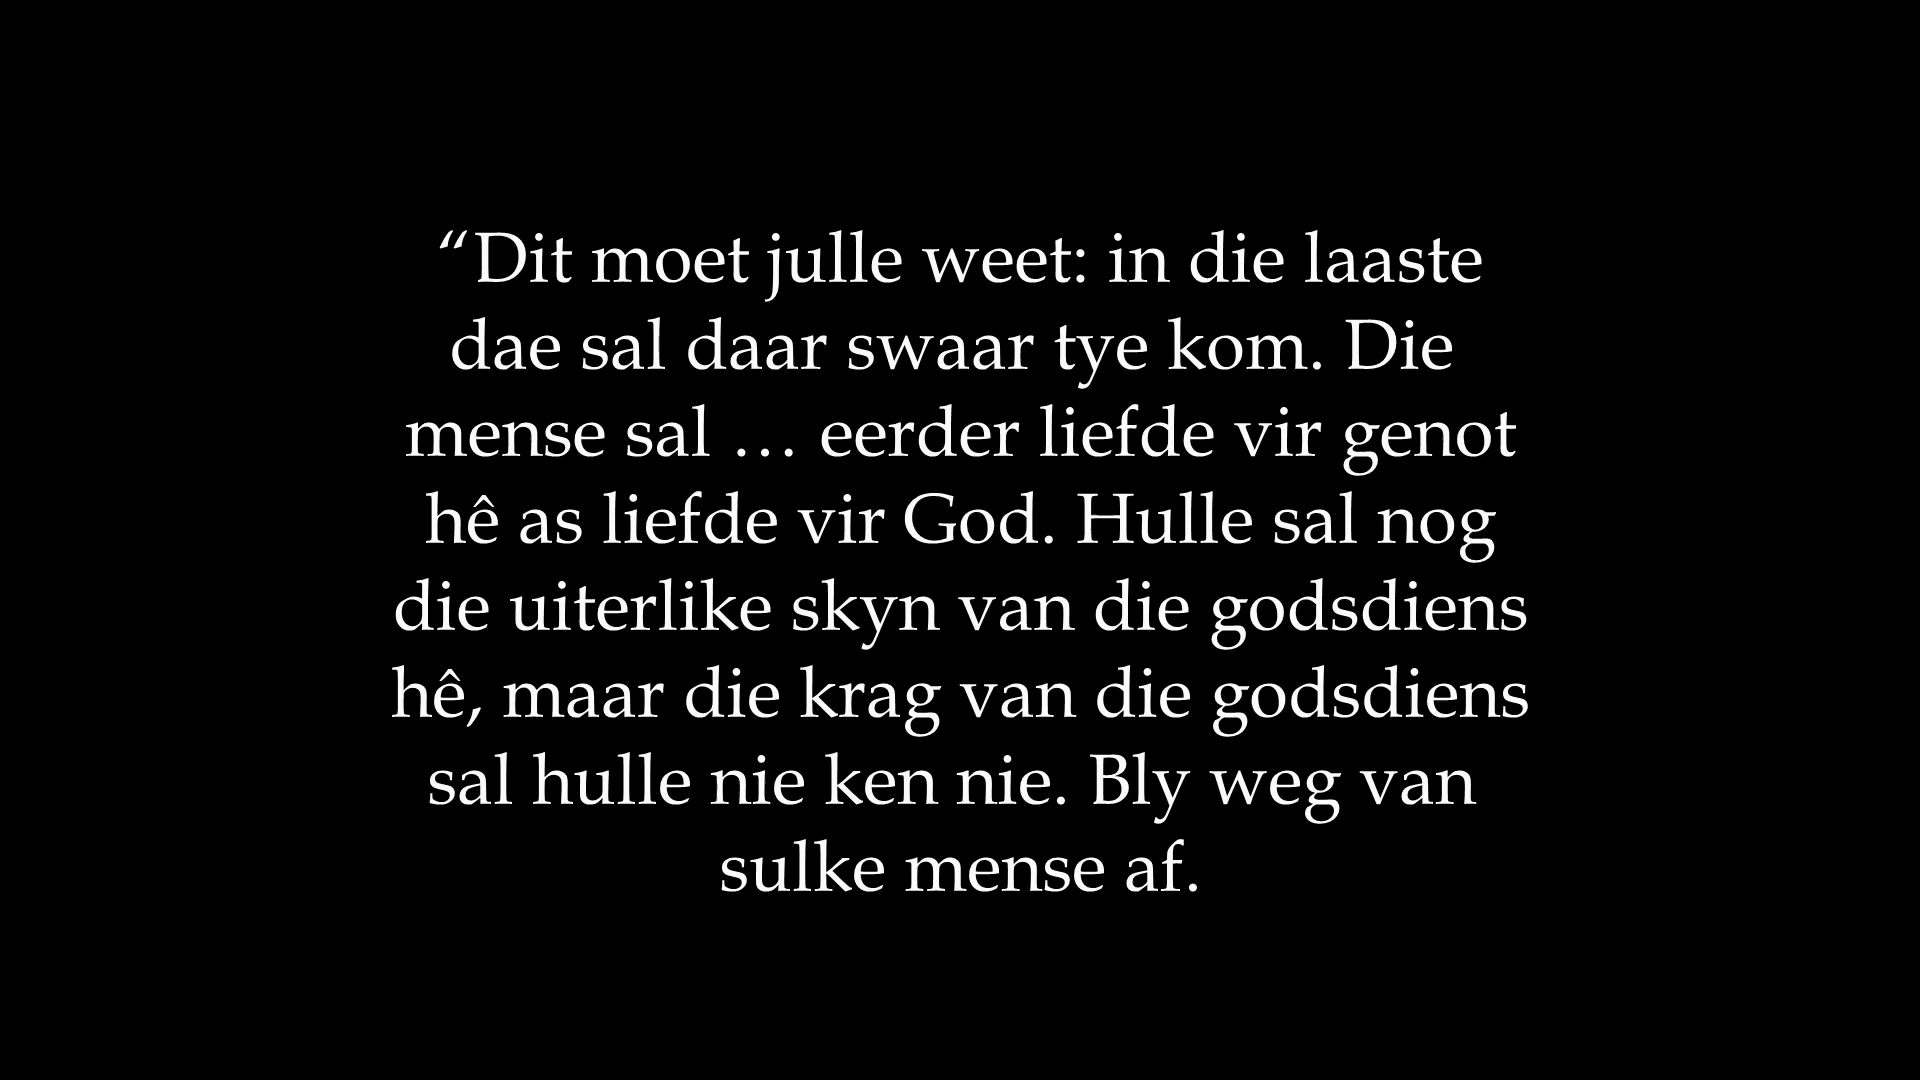 “Dit moet julle weet: in die laaste
dae sal daar swaar tye kom. Die
mense sal … eerder liefde vir genot
hê as liefde vir God. Hulle sal nog
die uiterlike skyn van die godsdiens
hê, maar die krag van die godsdiens
sal hulle nie ken nie. Bly weg van
sulke mense af.